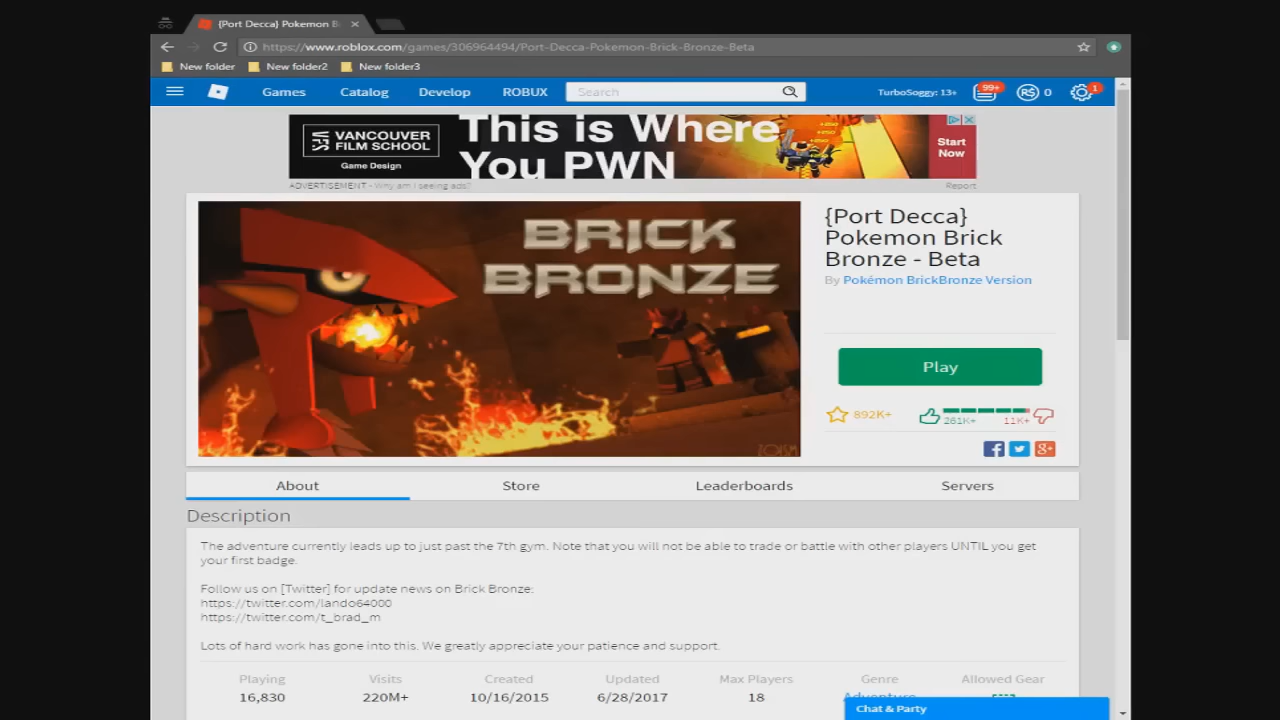 {Port Decca} Pokemon B
https://www.roblox.com/games/306964494/Port-Decca-Pokemon-Brick-Bronze-Beta
New folder New folder2 New folder3
Games Catalog Develop ROBUX Search TurboSoggy: 13+ 99+ R$ 0 1
VFS VANCOUVER FILM SCHOOL
Game Design
This is Where
You PWN
Start
Now
ADVERTISEMENT - Why am I seeing ads? Report
BRICK
BRONZE
{Port Decca}
Pokemon Brick
Bronze - Beta
By Pokémon BrickBronze Version
Play
892K+ 261K+ 11K+
About Store Leaderboards Servers
Description
The adventure currently leads up to just past the 7th gym. Note that you will not be able to trade or battle with other players UNTIL you get
your first badge.
Follow us on [Twitter] for update news on Brick Bronze:
https://twitter.com/lando64000
https://twitter.com/t_brad_m
Lots of hard work has gone into this. We greatly appreciate your patience and support.
Playing Visits Created Updated Max Players Genre Allowed Gear
16,830 220M+ 10/16/2015 6/28/2017 18 Adventure
Chat & Party